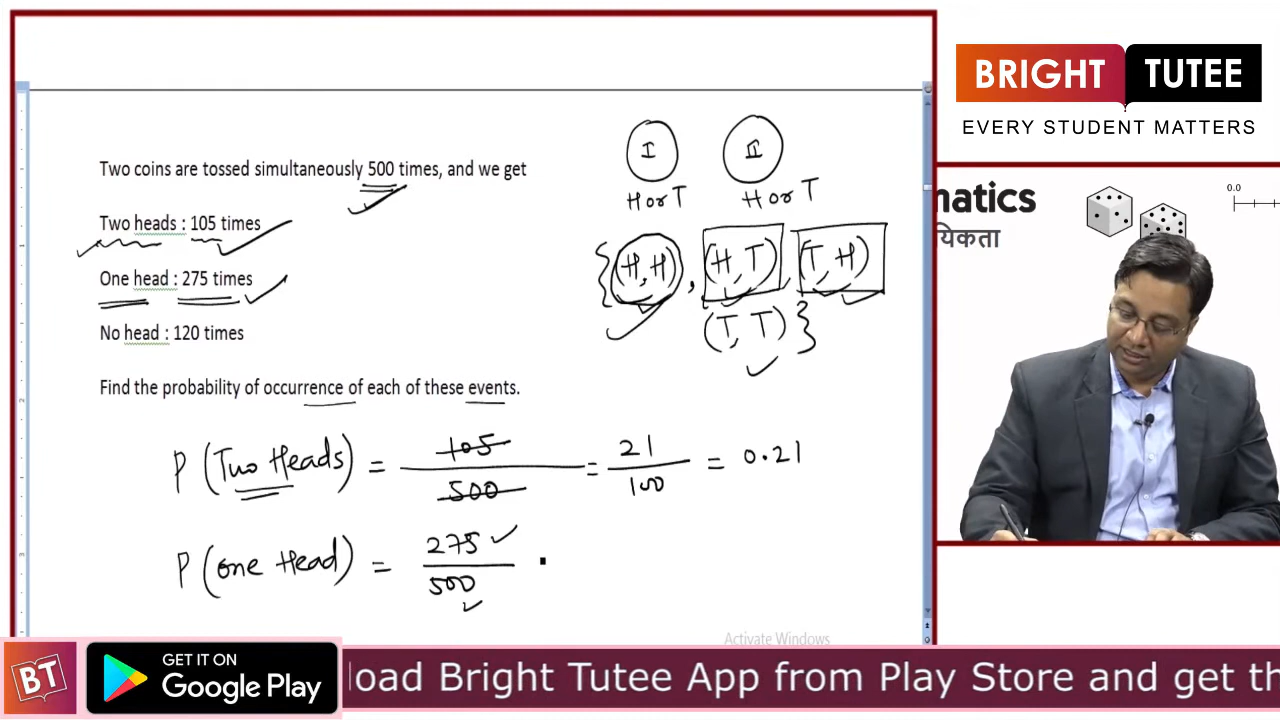 BRIGHT TUTEE
EVERY STUDENT MATTERS
Two coins are tossed simultaneously 500 times, and we get
Two heads : 105 times
One head : 275 times
No head : 120 times
Find the probability of occurrence of each of these events.
I II
H or T H or T
{(H, H), (H, T), (T, H)
(T, T)}
P (Two Heads) = 105/500 = 21/100 = 0.21
P (one Head) = 275/500
natics
यिकता
0.0
Activate Windows
BT
GET IT ON
Google Play
load Bright Tutee App from Play Store and get th